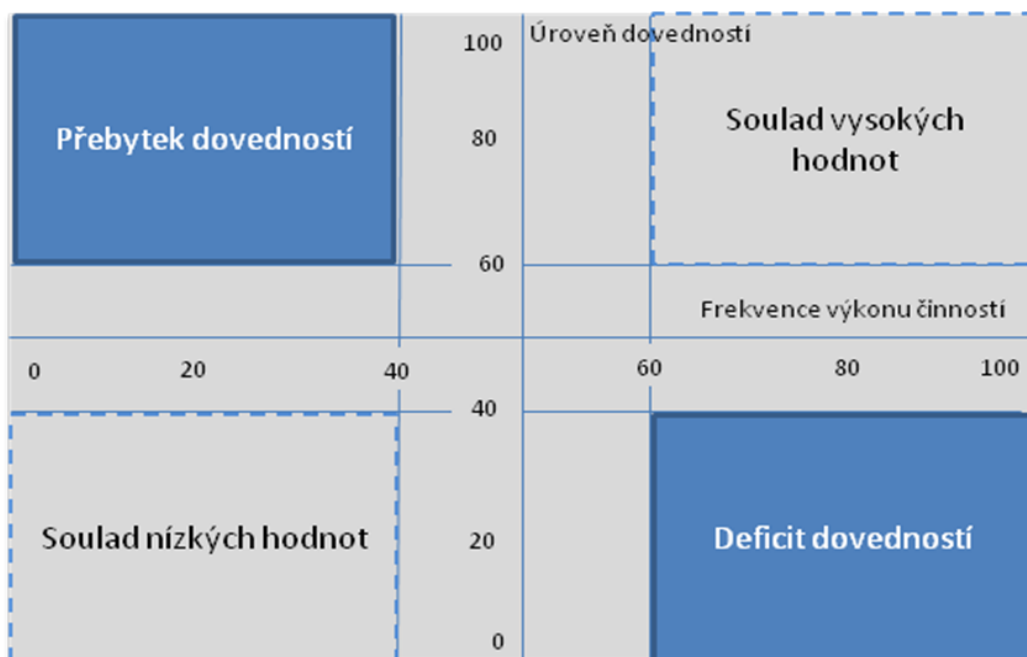 100
Úroveň dovedností
Přebytek dovedností
80
Soulad vysokých
hodnot
60
Frekvence výkonu činností
0
20
40
60
80
100
40
Soulad nízkých hodnot
20
Deficit dovedností
0